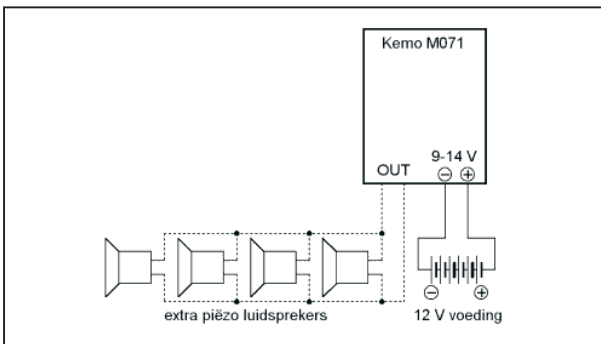 Kemo M071
9-14 V
OUT
⊖ ⊕
⊖ ⊕
extra piëzo luidsprekers
12 V voeding